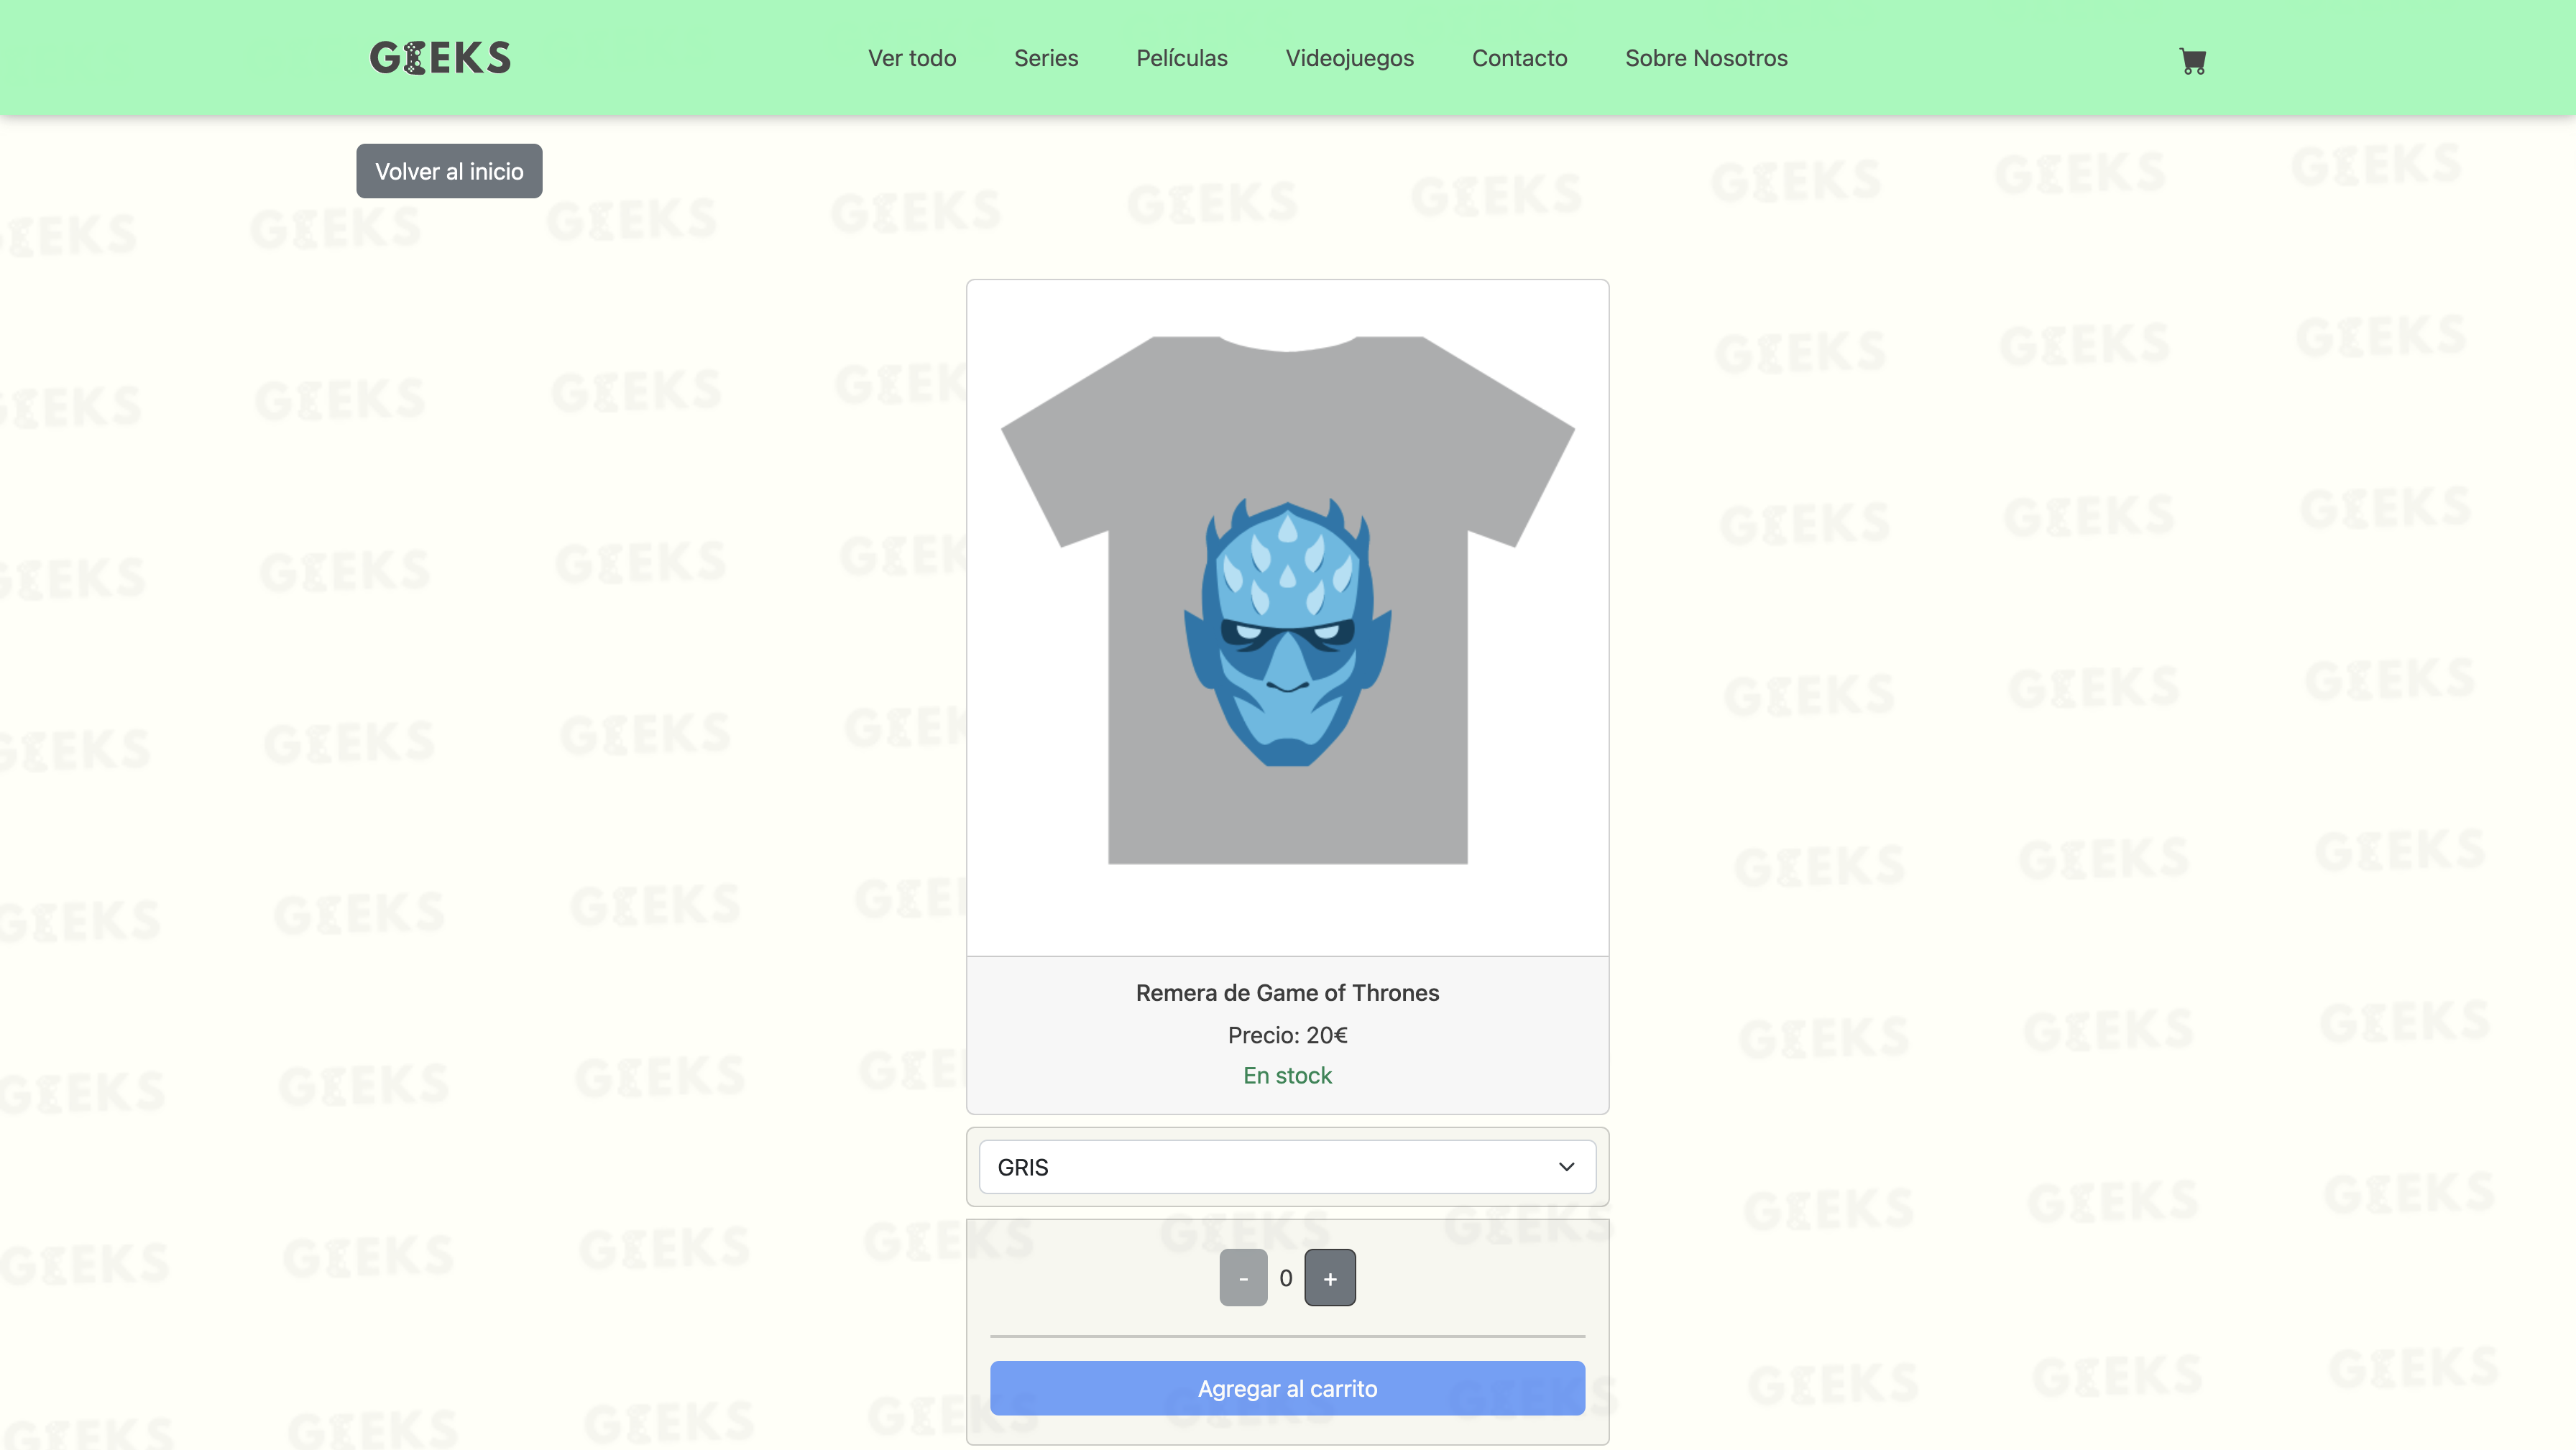 GEEKS
Ver todo Series Películas Videojuegos Contacto Sobre Nosotros
Volver al inicio
Remera de Game of Thrones
Precio: 20€
En stock
GRIS
- 0 +
Agregar al carrito